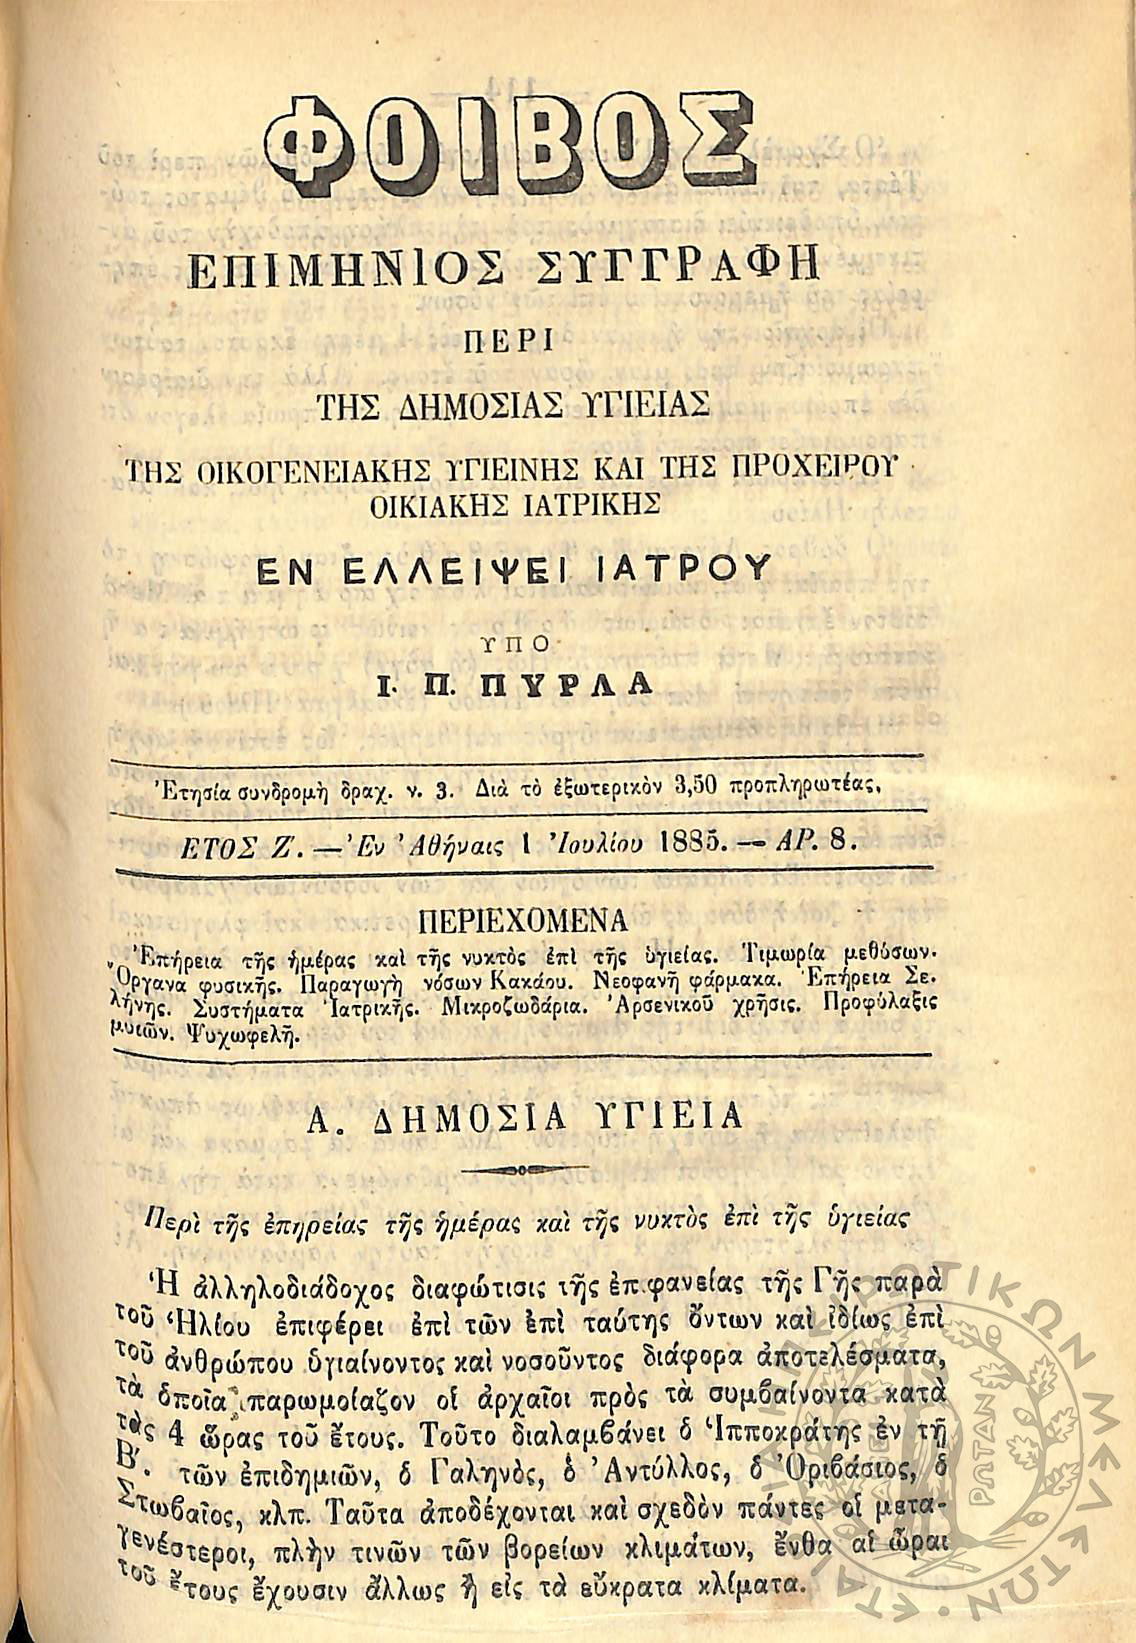 ΦΟΙΒΟΣ
ΕΠΙΜΗΝΙΟΣ ΣΥΓΓΡΑΦΗ
ΠΕΡΙ
ΤΗΣ ΔΗΜΟΣΙΑΣ ΥΓΙΕΙΑΣ
ΤΗΣ ΟΙΚΟΓΕΝΕΙΑΚΗΣ ΥΓΙΕΙΝΗΣ ΚΑΙ ΤΗΣ ΠΡΟΧΕΙΡΟΥ
ΟΙΚΙΑΚΗΣ ΙΑΤΡΙΚΗΣ
ΕΝ ΕΛΛΕΙΨΕΙ ΙΑΤΡΟΥ
ΥΠΟ
Ι. Π. ΠΥΡΛΑ
Ἐτησία συνδρομὴ δραχ. ν. 3. Διὰ τὸ ἐξωτερικὸν 3,50 προπληρωτέας.
ΕΤΟΣ Ζ'. — Ἐν Ἀθήναις 1 Ἰουλίου 1885. — ΑΡ. 8.
ΠΕΡΙΕΧΟΜΕΝΑ
Ἐπήρεια τῆς ἡμέρας καὶ τῆς νυκτὸς ἐπὶ τῆς ὑγιείας. Τιμωρία μεθύσων.
Ὄργανα φυσικῆς. Παραγωγὴ νόσων Κακάου. Νεοφανῆ φάρμακα. Ἐπήρεια Σε-
λήνης. Συστήματα Ἰατρικῆς. Μικροζωδάρια. Ἀρσενικοῦ χρῆσις. Προφύλαξις
μυιῶν. Ψυχωφελῆ.
Α. ΔΗΜΟΣΙΑ ΥΓΙΕΙΑ
Περὶ τῆς ἐπηρείας τῆς ἡμέρας καὶ τῆς νυκτὸς ἐπὶ τῆς ὑγιείας
Ἡ ἀλληλοδιάδοχος διαφώτισις τῆς ἐπιφανείας τῆς Γῆς παρὰ
τοῦ Ἡλίου ἐπιφέρει ἐπὶ τῶν ἐπὶ ταύτης ὄντων καὶ ἰδίως ἐπὶ
τοῦ ἀνθρώπου ὑγιαίνοντος καὶ νοσοῦντος διάφορα ἀποτελέσματα,
τὰ ὁποῖα παρωμοίαζον οἱ ἀρχαῖοι πρὸς τὰ συμβαίνοντα κατὰ
τὰς 4 ὥρας τοῦ ἔτους. Τοῦτο διαλαμβάνει ὁ Ἱπποκράτης ἐν τῇ
Β'. τῶν ἐπιδημιῶν, ὁ Γαληνὸς, ὁ Ἀντύλλος, ὁ Ὀριβάσιος, ὁ
Στωβαῖος, κλπ. Ταῦτα ἀποδέχονται καὶ σχεδὸν πάντες οἱ μετα-
γενέστεροι, πλὴν τινῶν τῶν βορείων κλιμάτων, ἔνθα αἱ ὧραι
τοῦ ἔτους ἔχουσιν ἄλλως ἢ εἰς τὰ εὔκρατα κλίματα.